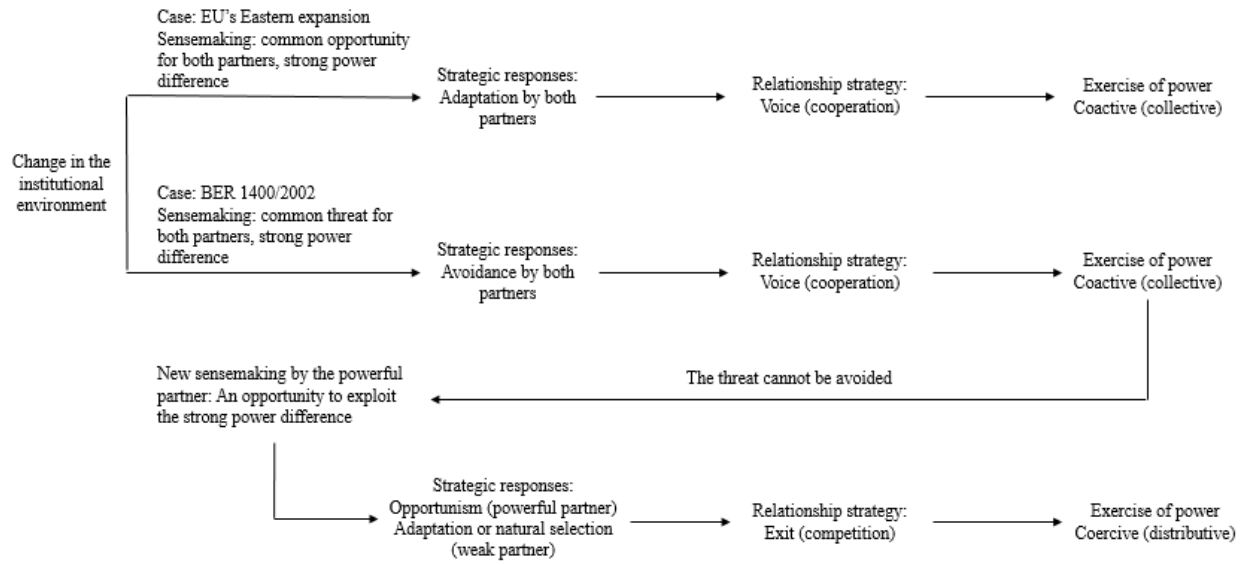 Case: EU's Eastern expansion
Sensemaking: common opportunity
for both partners, strong power
difference
Strategic responses:
Adaptation by both
partners
Relationship strategy:
Voice (cooperation)
Exercise of power
Coactive (collective)
Change in the
institutional
environment
Case: BER 1400/2002
Sensemaking: common threat for
both partners, strong power
difference
Strategic responses:
Avoidance by both
partners
Relationship strategy:
Voice (cooperation)
Exercise of power
Coactive (collective)
The threat cannot be avoided
New sensemaking by the powerful
partner: An opportunity to exploit
the strong power difference
Strategic responses:
Opportunism (powerful partner)
Adaptation or natural selection
(weak partner)
Relationship strategy:
Exit (competition)
Exercise of power
Coercive (distributive)